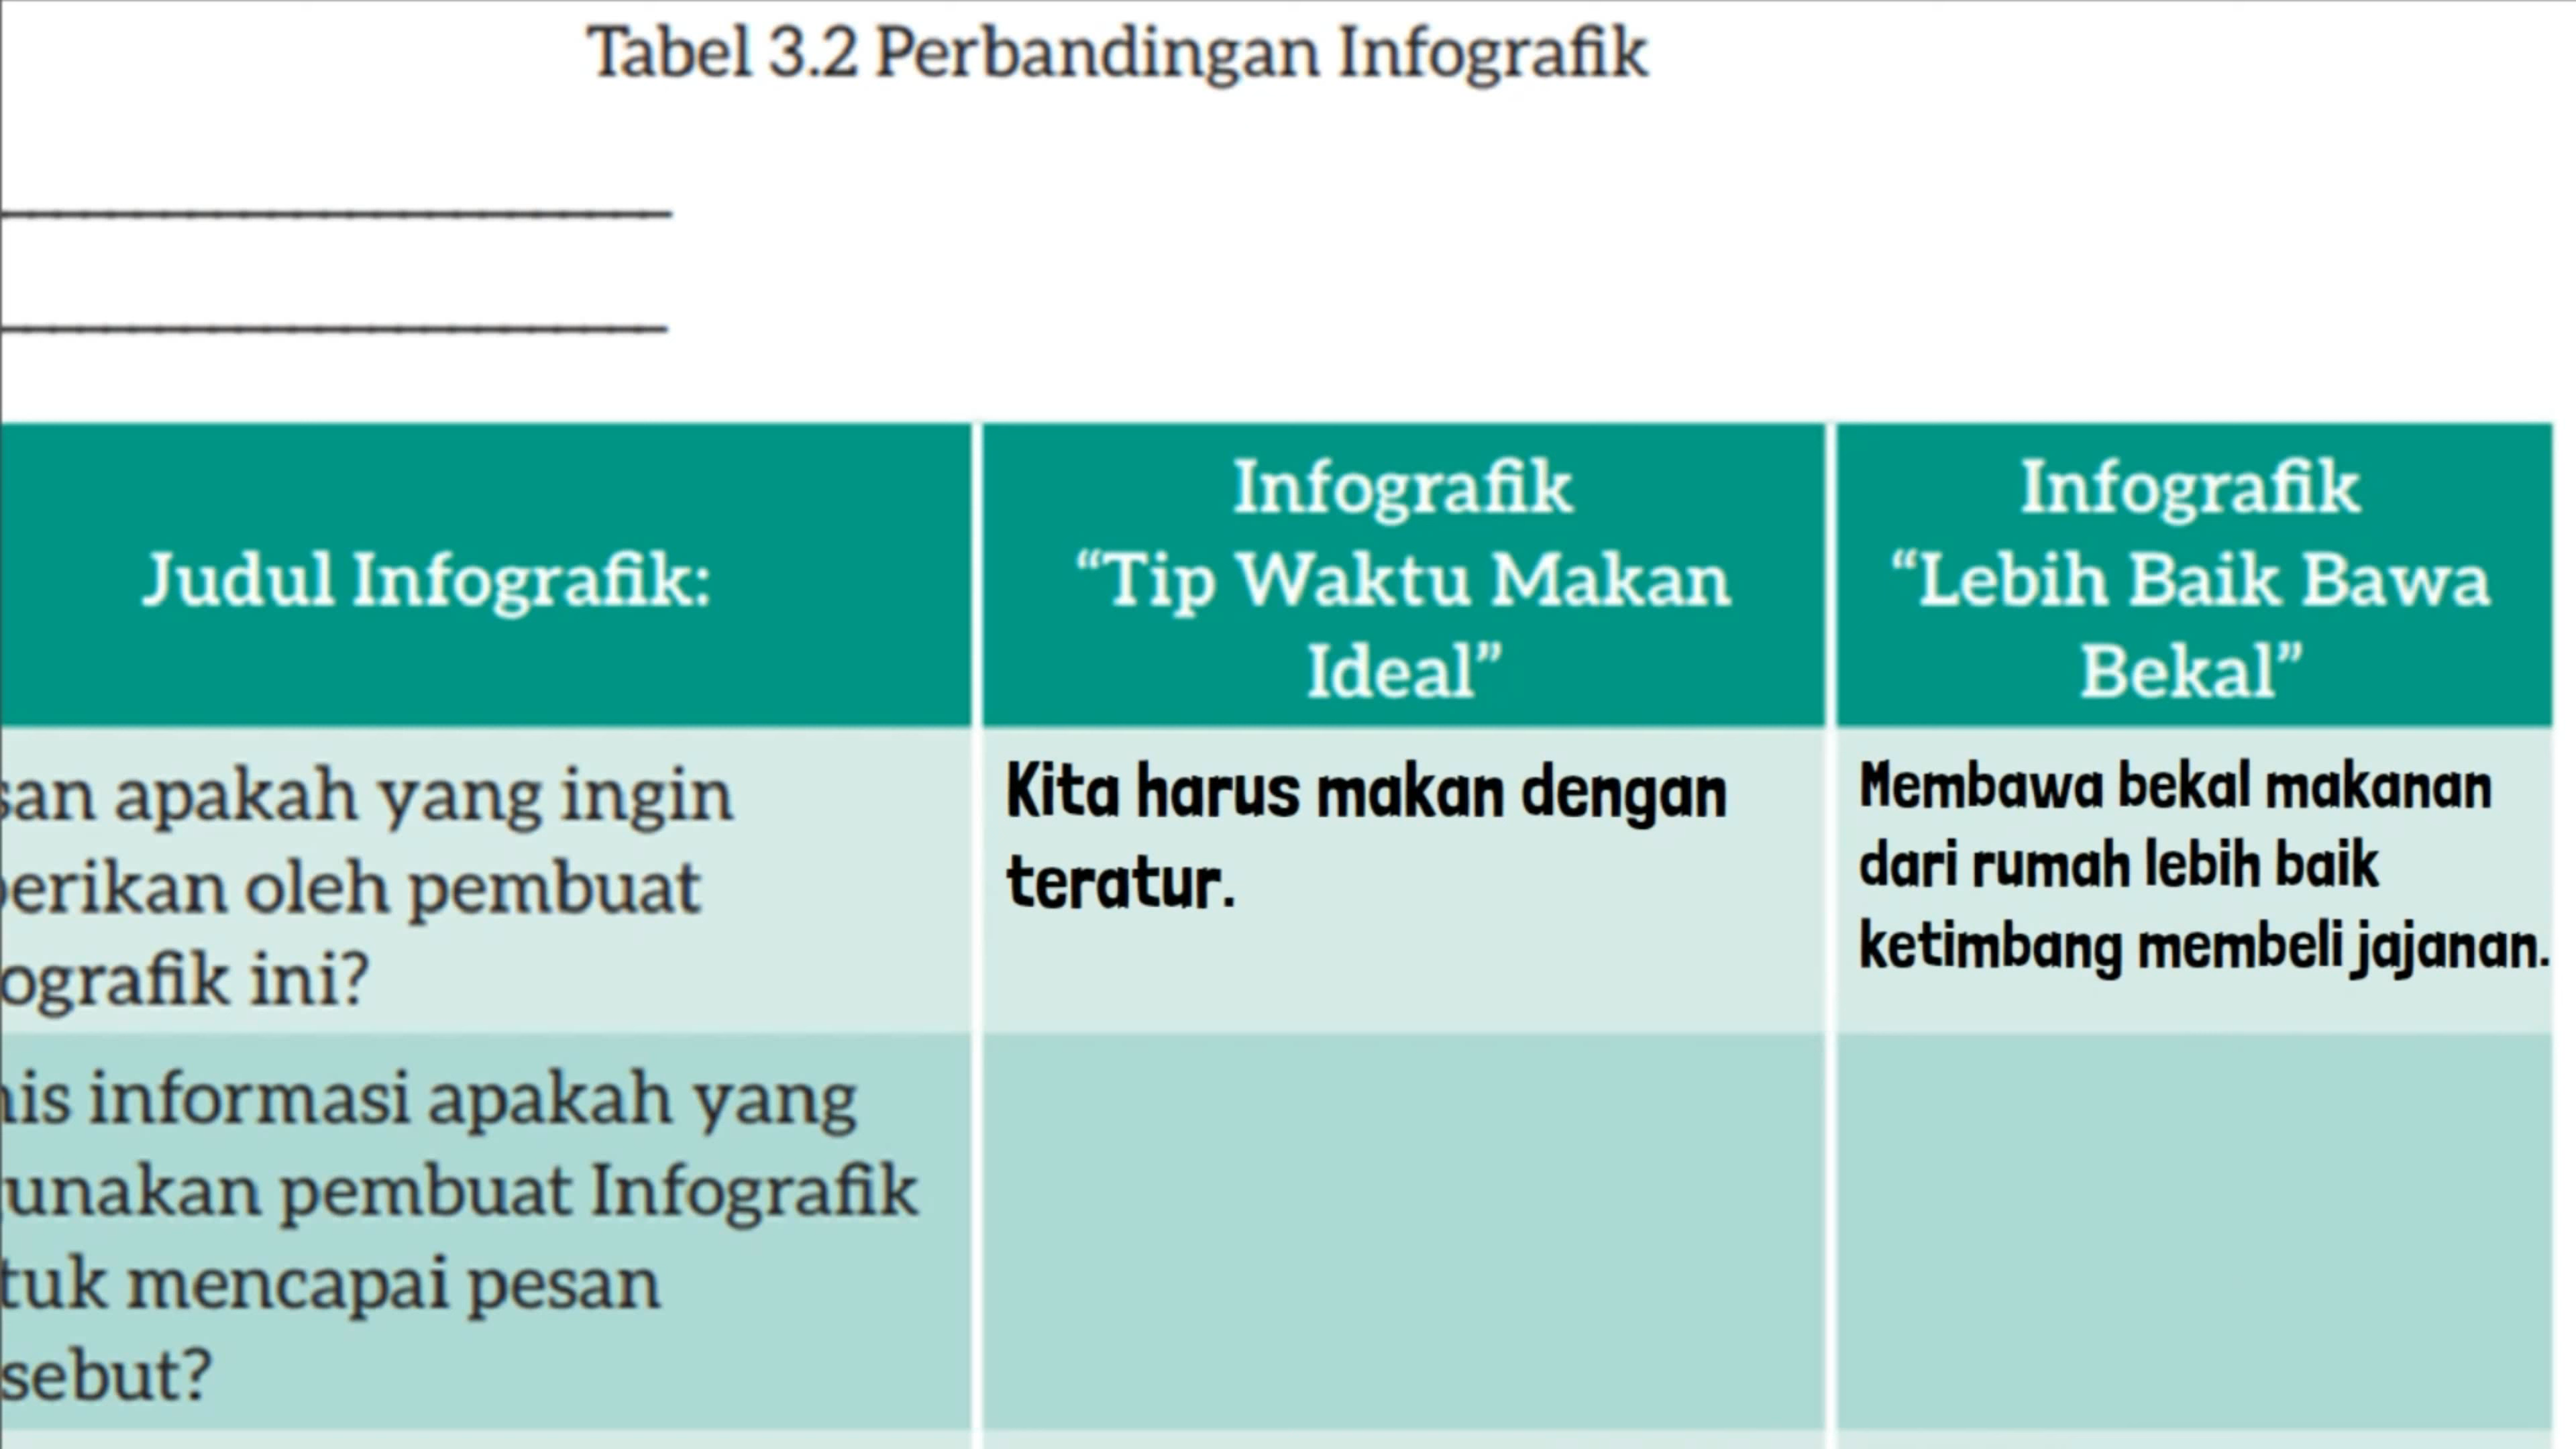 Tabel 3.2 Perbandingan Infografik
Judul Infografik:
Infografik
“Tip Waktu Makan
Ideal”
Infografik
“Lebih Baik Bawa
Bekal”
apakah yang ingin
oleh pembuat
ini?
Kita harus makan dengan
teratur.
Membawa bekal makanan
dari rumah lebih baik
ketimbang membeli jajanan.
informasi apakah yang
pembuat Infografik
mencapai pesan